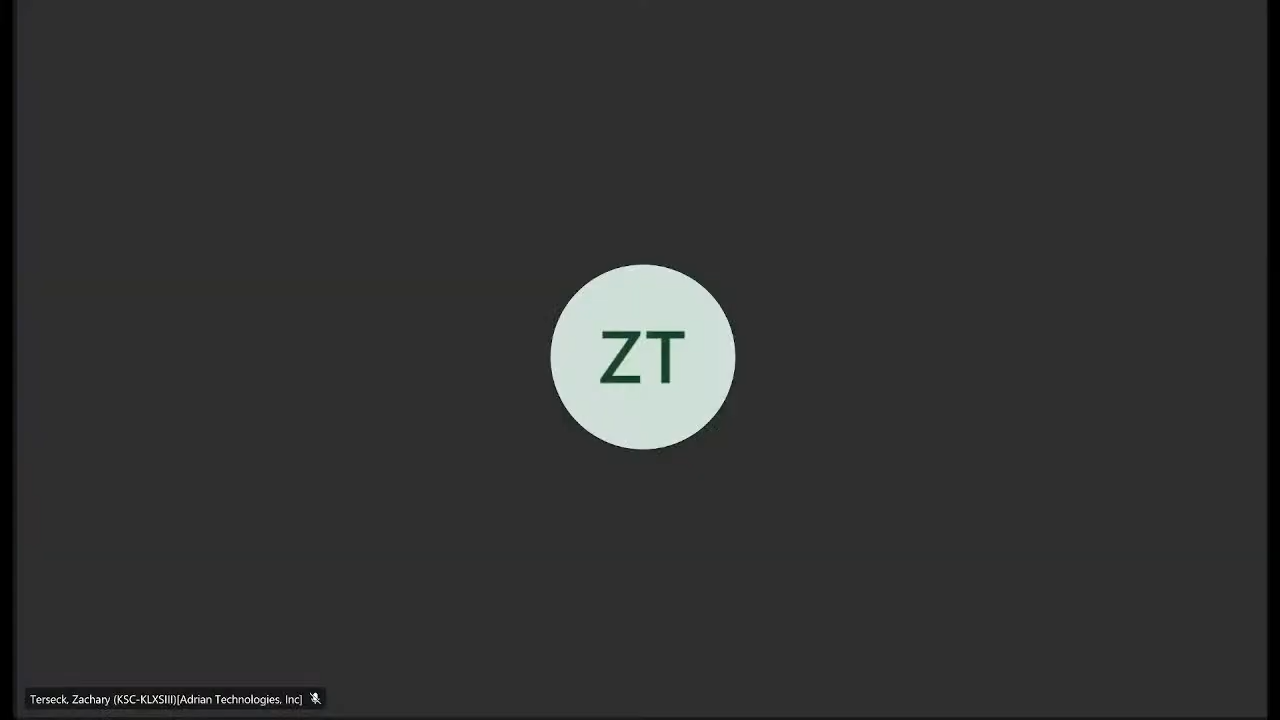 ZT
Terseck, Zachary (KSC-KLXSIII)[Adrian Technologies, Inc]